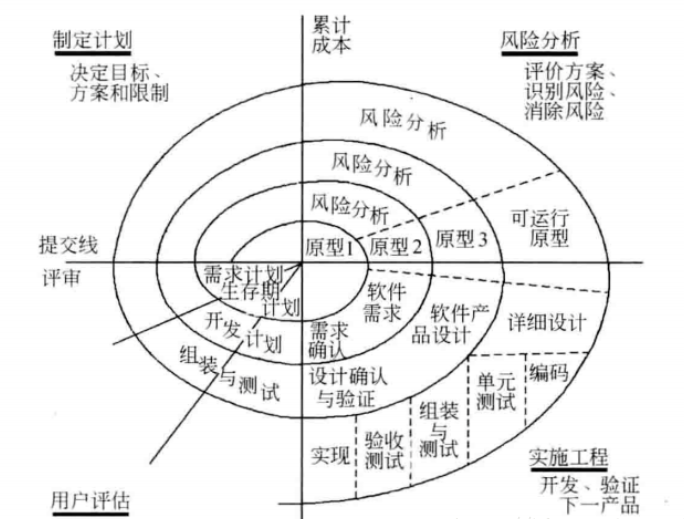 累计
成本
制定计划
决定目标、
方案和限制
风险分析
评价方案、
识别风险、
消除风险
风险分析
风险分析
风险分析
原型1
原型2
原型3
可运行
原型
提交线
评审
需求计划
生存期
计划
开发计划
组装与测试
软件
需求
需求
确认
软件产
品设计
设计确认
与验证
详细设计
编码
单元
测试
组装
与
测试
验收
测试
实现
用户评估
实施工程
开发、验证
下一产品